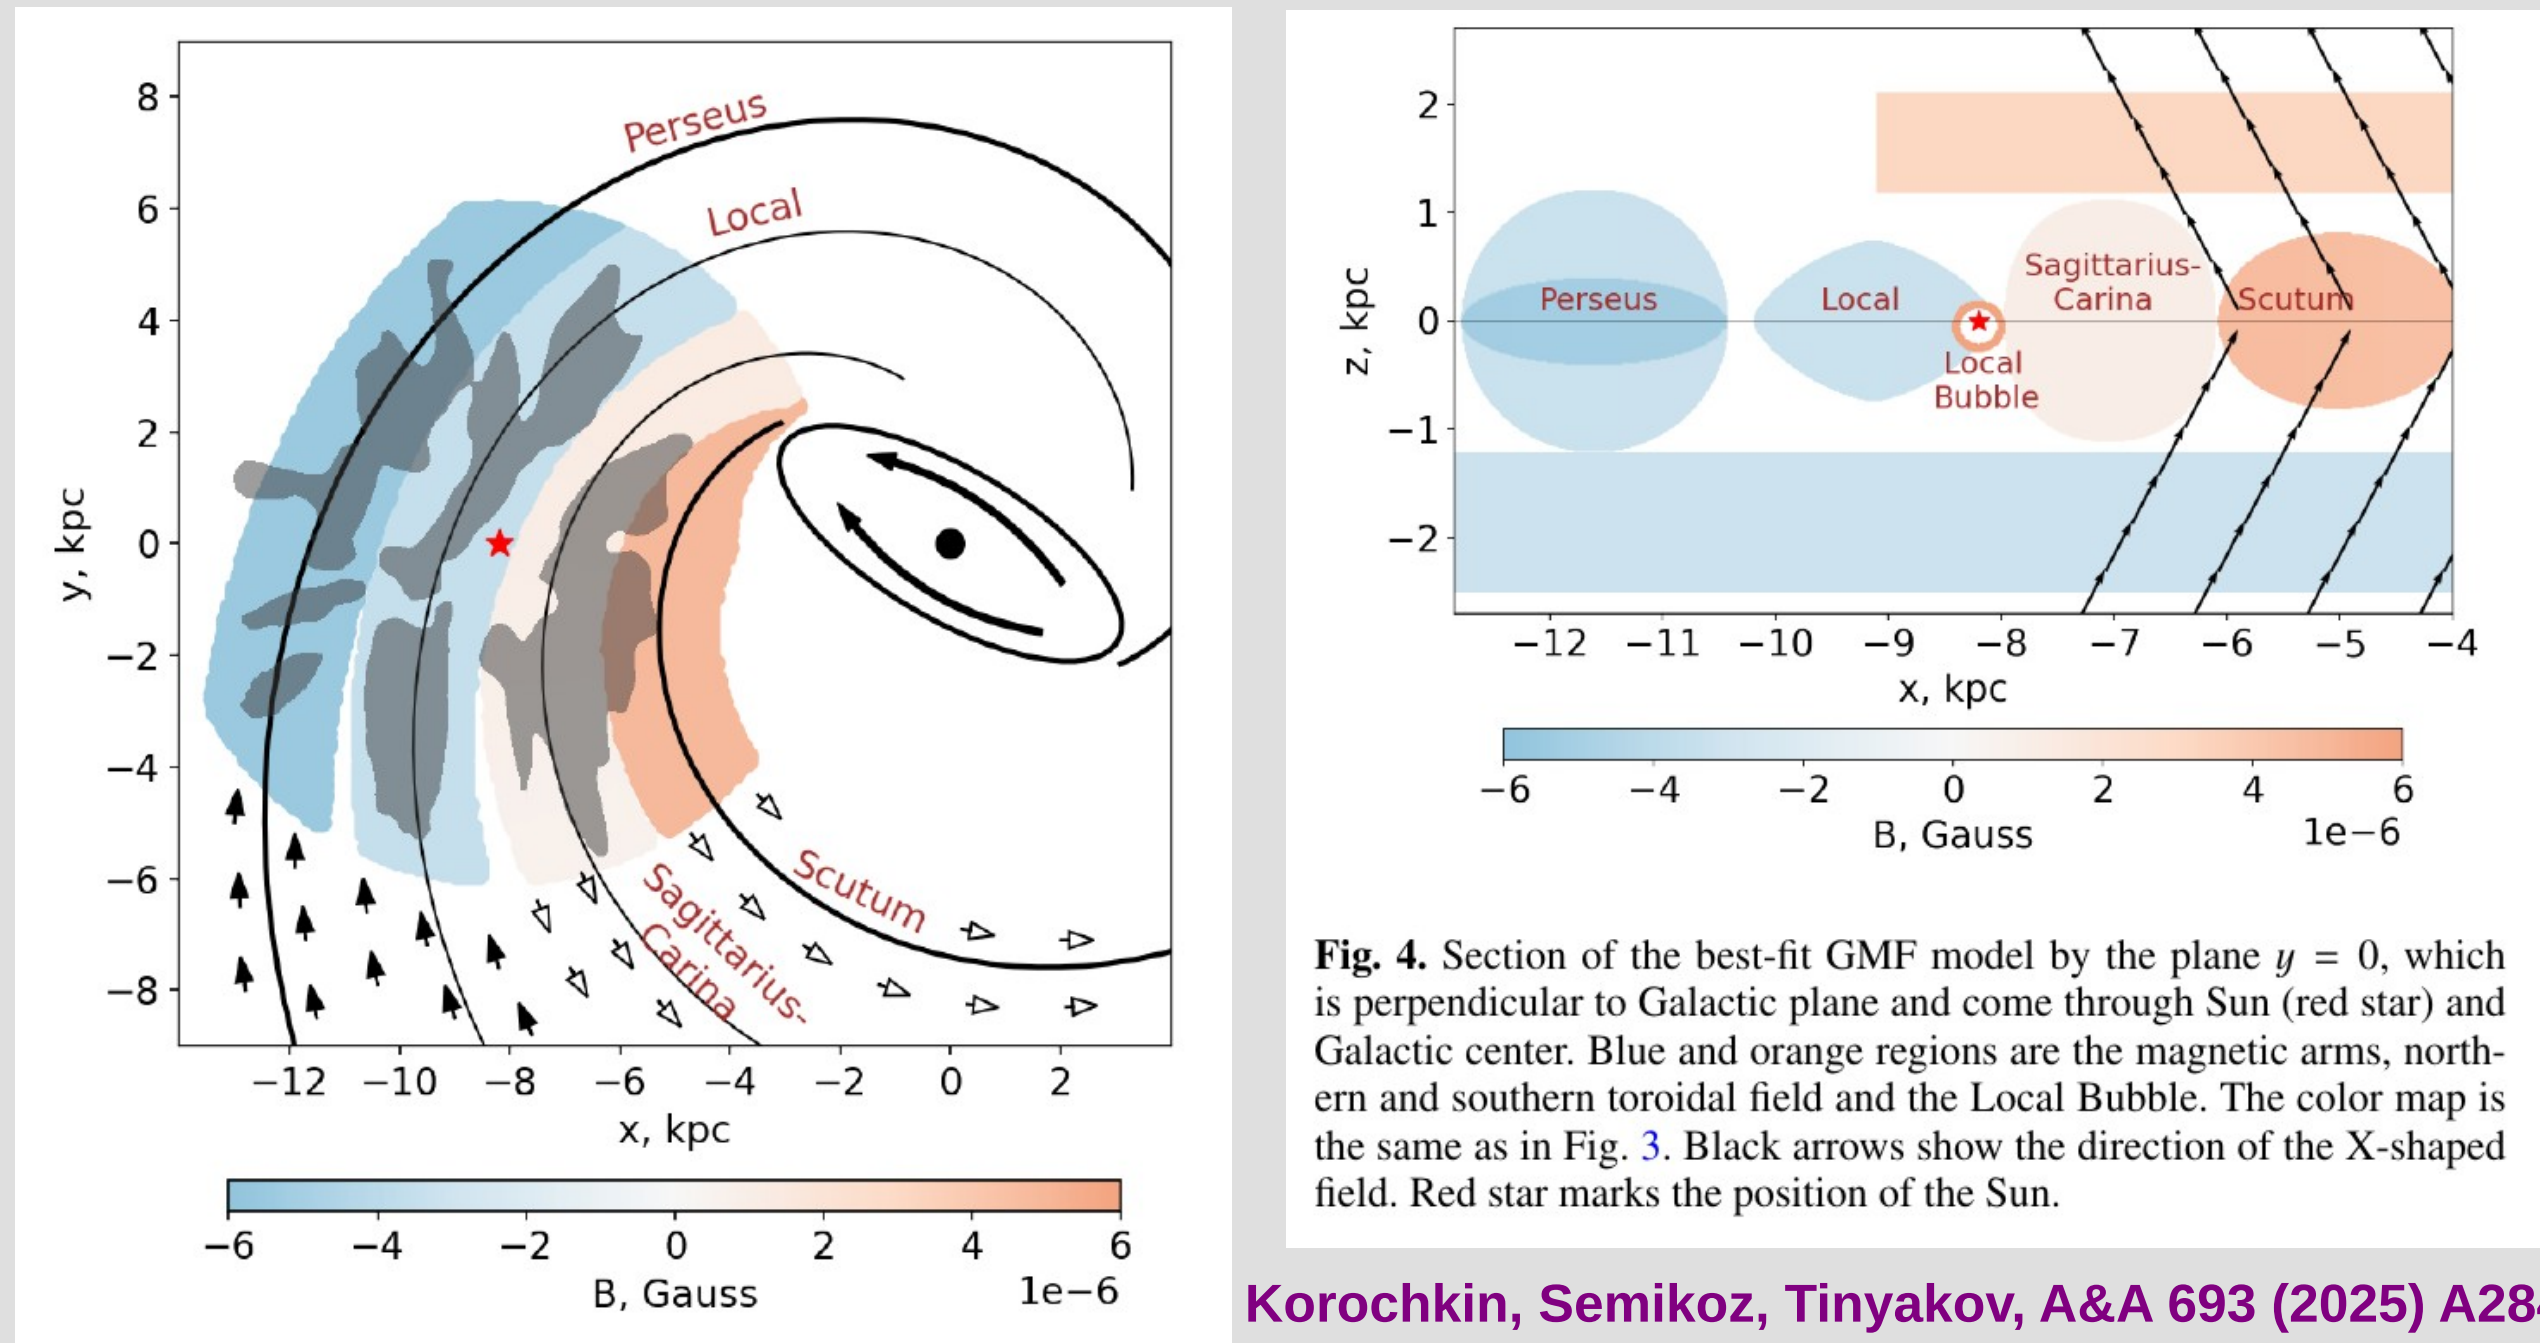 8
6
4
2
0
−2
−4
−6
−8
y, kpc
Perseus
Local
Scutum
Sagittarius-
Carina
−12 −10 −8 −6 −4 −2 0 2
x, kpc
−6 −4 −2 0 2 4 6
B, Gauss 1e−6
2
1
0
−1
−2
z, kpc
Perseus
Local
Sagittarius-
Carina
Scutum
Local
Bubble
−12 −11 −10 −9 −8 −7 −6 −5 −4
x, kpc
−6 −4 −2 0 2 4 6
B, Gauss 1e−6
Fig. 4. Section of the best-fit GMF model by the plane y = 0, which
is perpendicular to Galactic plane and come through Sun (red star) and
Galactic center. Blue and orange regions are the magnetic arms, north-
ern and southern toroidal field and the Local Bubble. The color map is
the same as in Fig. 3. Black arrows show the direction of the X-shaped
field. Red star marks the position of the Sun.
Korochkin, Semikoz, Tinyakov, A&A 693 (2025)